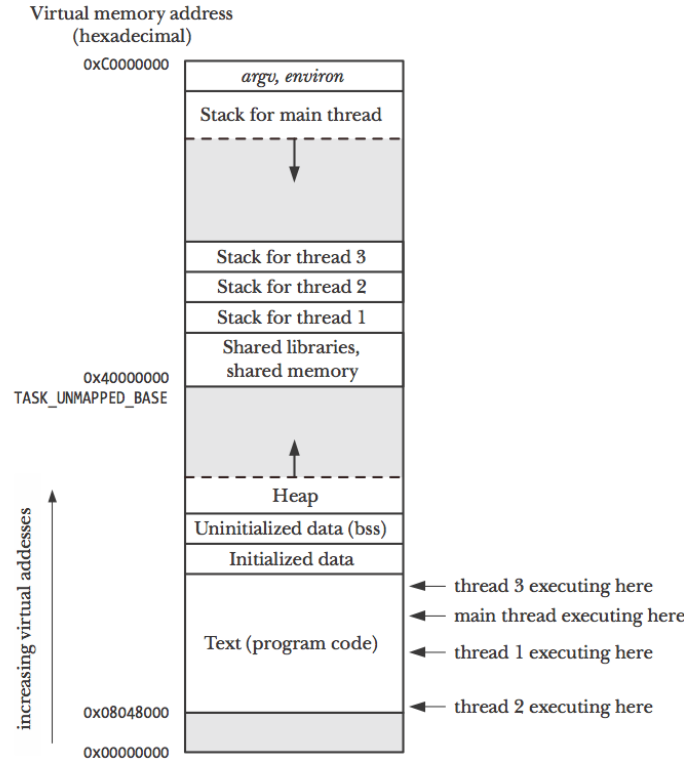 Virtual memory address
(hexadecimal)
0xC0000000
argv, environ
Stack for main thread
Stack for thread 3
Stack for thread 2
Stack for thread 1
Shared libraries,
shared memory
0x40000000
TASK_UNMAPPED_BASE
Heap
Uninitialized data (bss)
Initialized data
increasing virtual addesses
thread 3 executing here
main thread executing here
Text (program code)
thread 1 executing here
thread 2 executing here
0x08048000
0x00000000